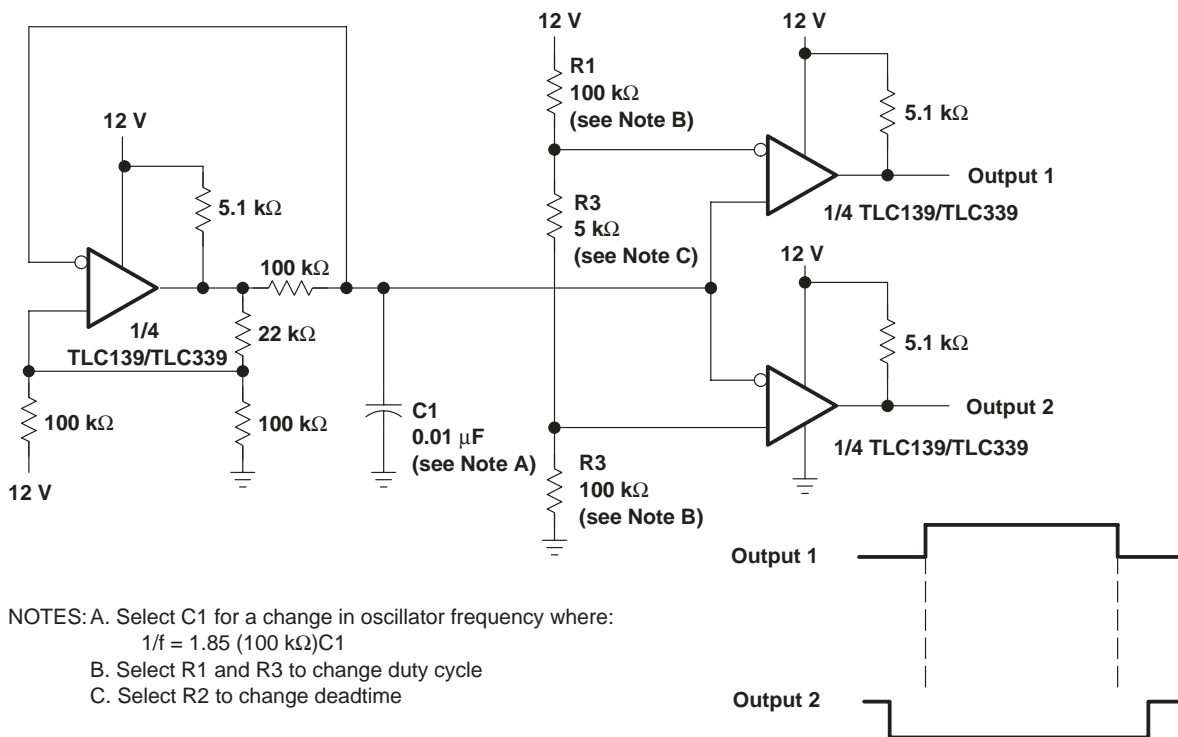 12 V
5.1 kΩ
100 kΩ
22 kΩ
1/4
TLC139/TLC339
100 kΩ
100 kΩ
12 V
C1
0.01 μF
(see Note A)
12 V
R1
100 kΩ
(see Note B)
R3
5 kΩ
(see Note C)
R3
100 kΩ
(see Note B)
12 V
5.1 kΩ
Output 1
1/4 TLC139/TLC339
12 V
5.1 kΩ
Output 2
1/4 TLC139/TLC339
Output 1
Output 2
NOTES: A. Select C1 for a change in oscillator frequency where:
1/f = 1.85 (100 kΩ)C1
B. Select R1 and R3 to change duty cycle
C. Select R2 to change deadtime